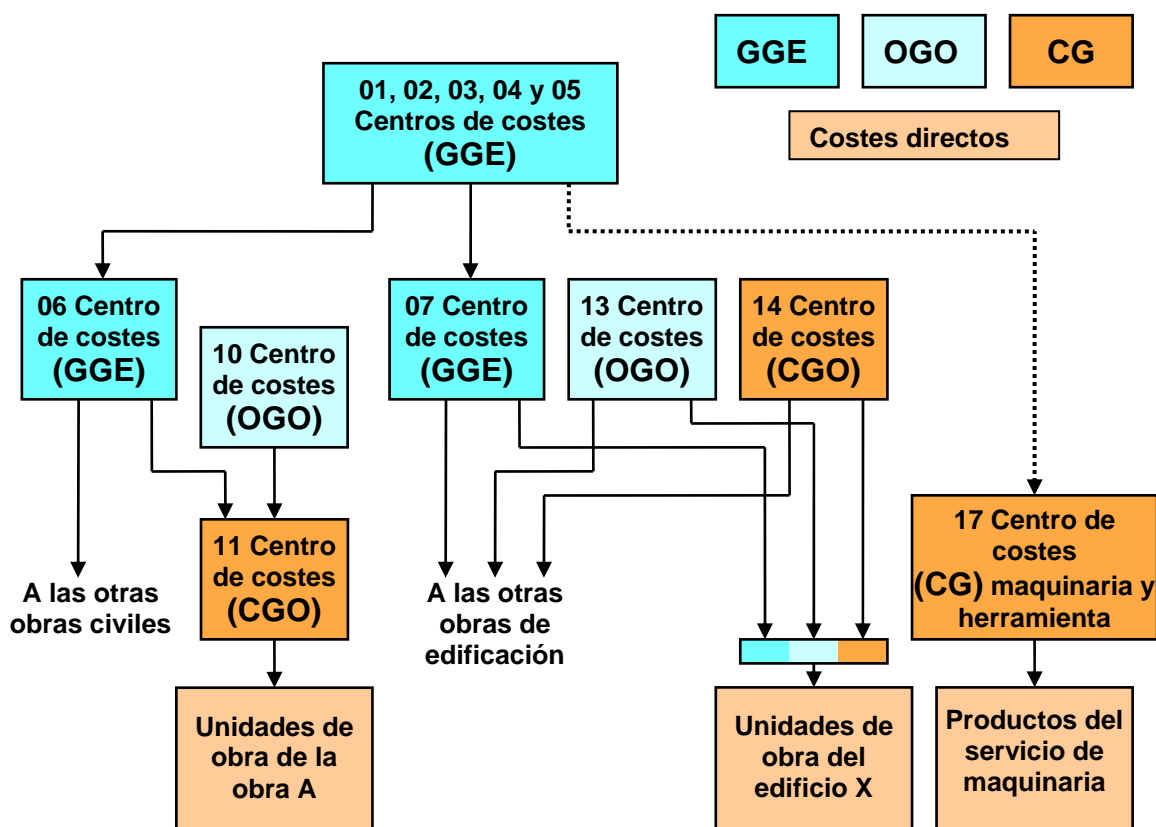 GGE
OGO
CG
Costes directos
01, 02, 03, 04 y 05
Centros de costes
(GGE)
06 Centro
de costes
(GGE)
10 Centro
de costes
(OGO)
07 Centro
de costes
(GGE)
13 Centro
de costes
(OGO)
14 Centro
de costes
(CGO)
11 Centro
de costes
(CGO)
17 Centro de
costes
(CG) maquinaria y
herramienta
A las otras
obras civiles
A las otras
obras de
edificación
Unidades de
obra de la
obra A
Unidades de
obra del
edificio X
Productos del
servicio de
maquinaria